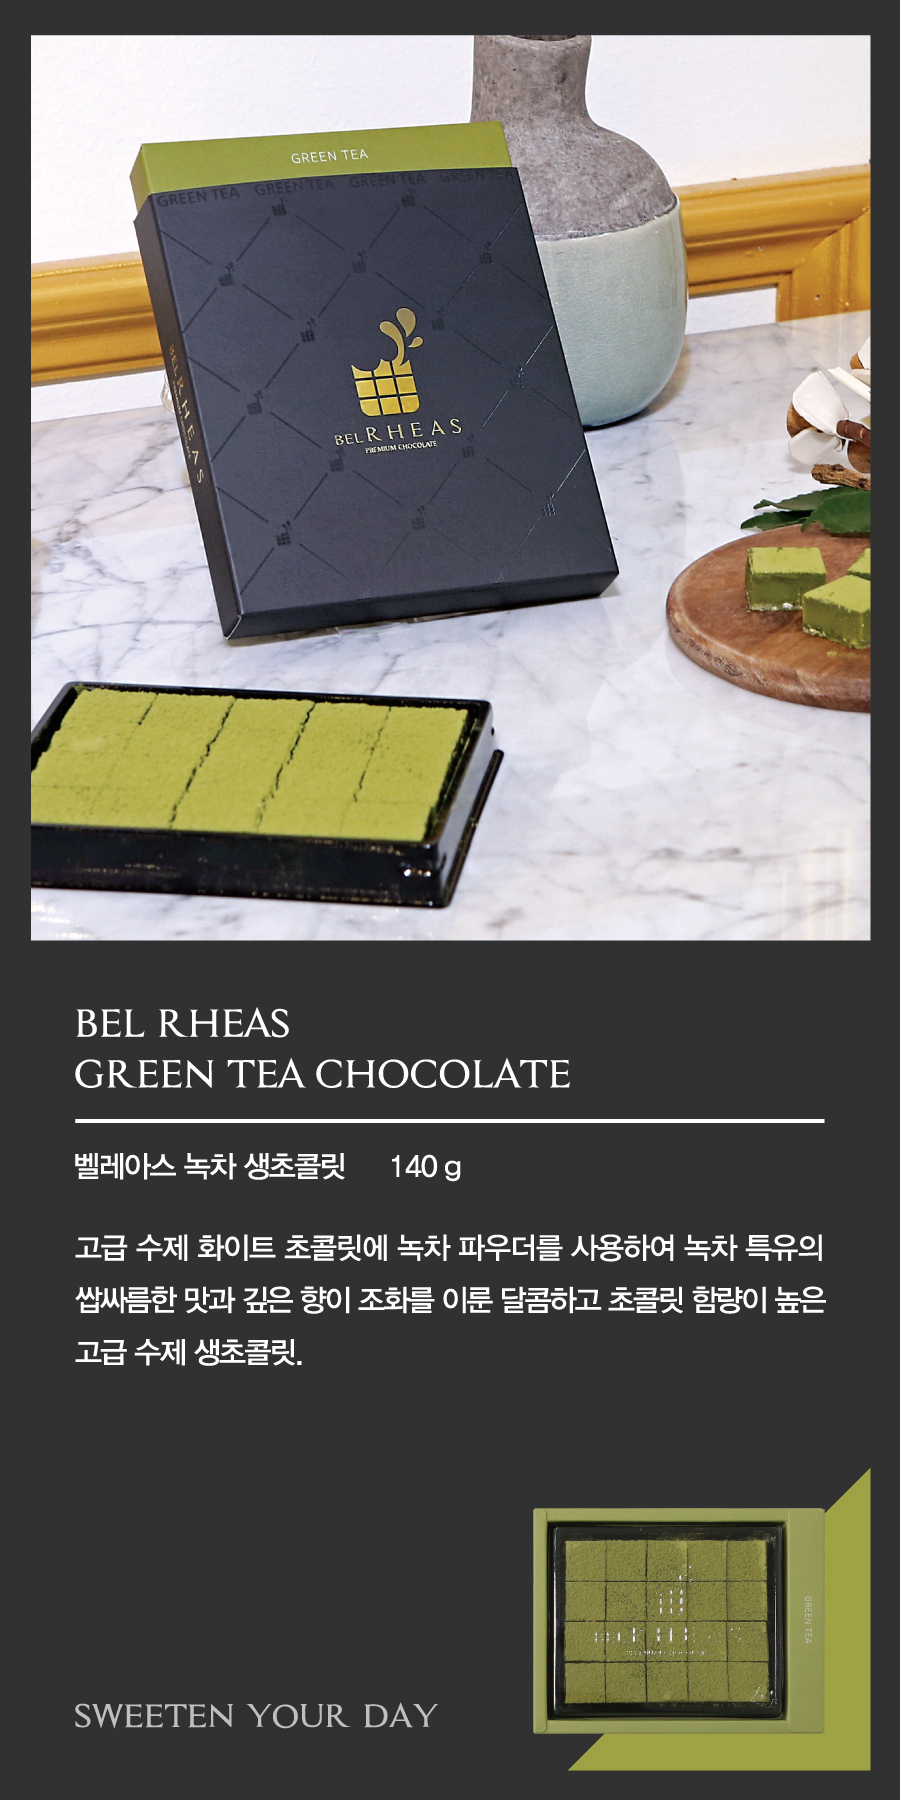 GREEN TEA
GREEN TEA GREEN TEA GREEN TEA GREEN TEA
BELRHEAS
PREMIUM CHOCOLATE
BELRHEAS
BEL RHEAS
GREEN TEA CHOCOLATE
벨레아스 녹차 생초콜릿 140 g
고급 수제 화이트 초콜릿에 녹차 파우더를 사용하여 녹차 특유의
쌉싸름한 맛과 깊은 향이 조화를 이룬 달콤하고 초콜릿 함량이 높은
고급 수제 생초콜릿.
GREEN TEA
SWEETEN YOUR DAY